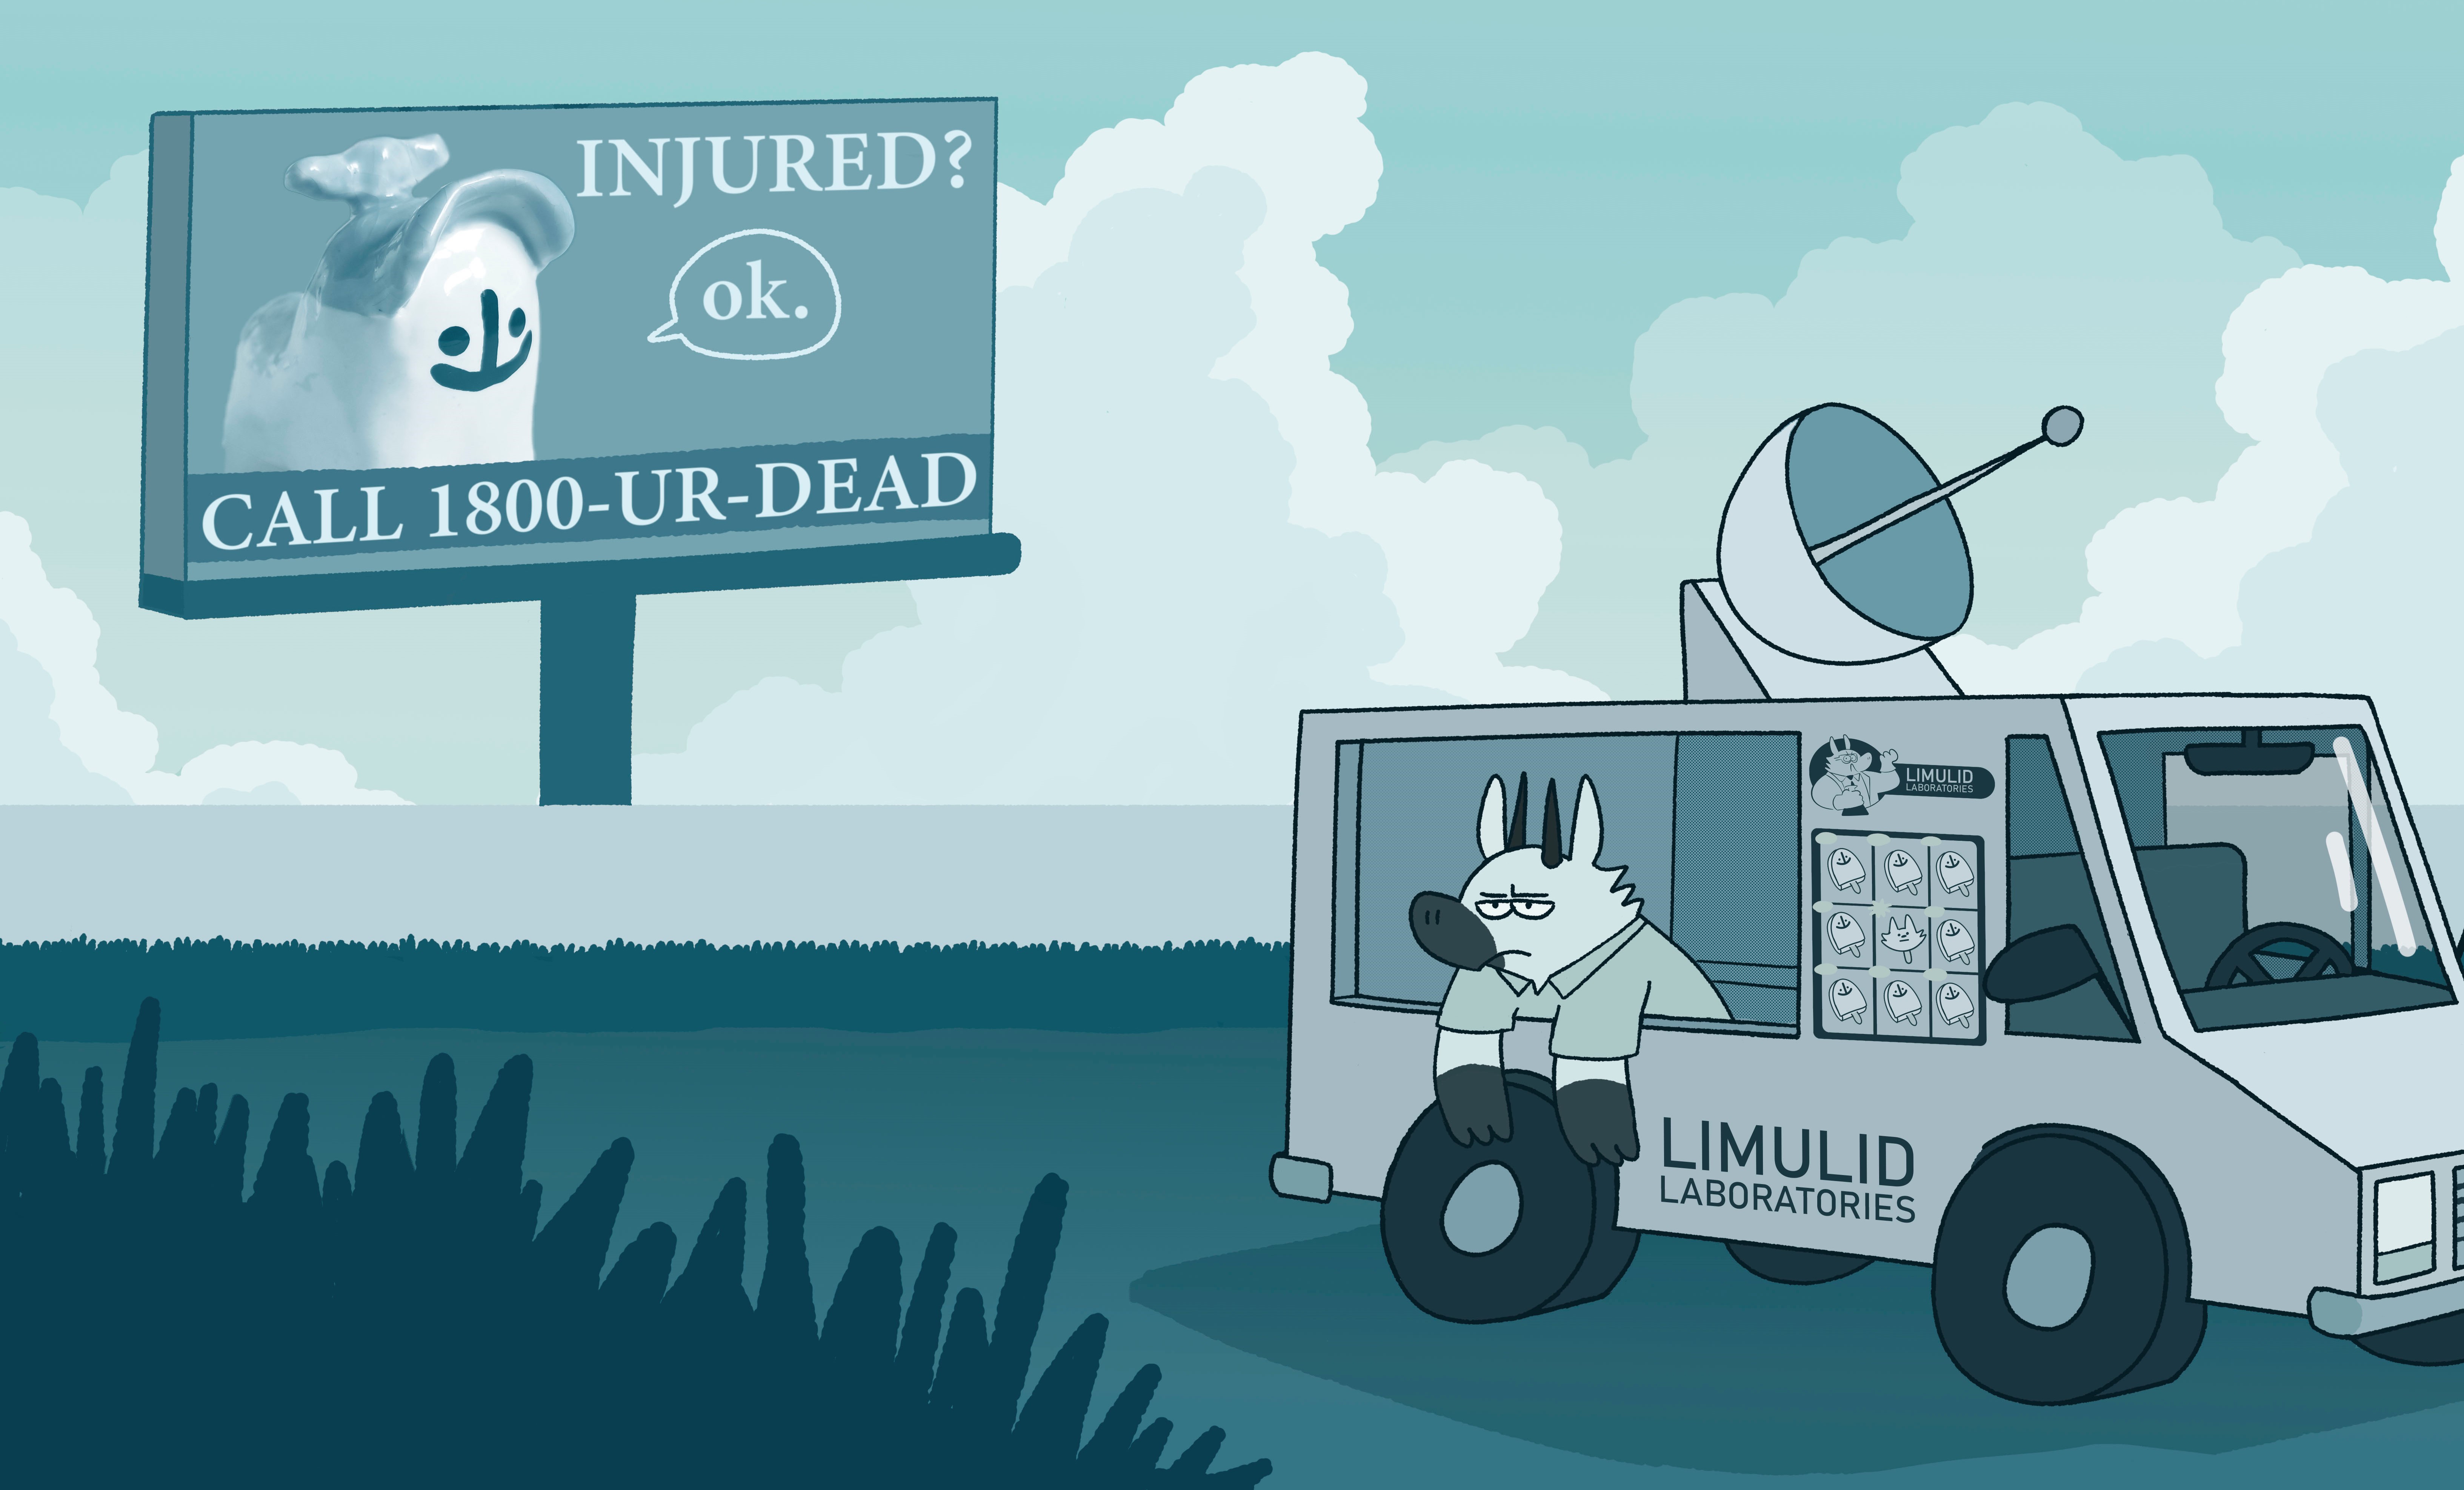 INJURED?
ok.
CALL 1800-UR-DEAD
LIMULID
LABORATORIES
LIMULID
LABORATORIES